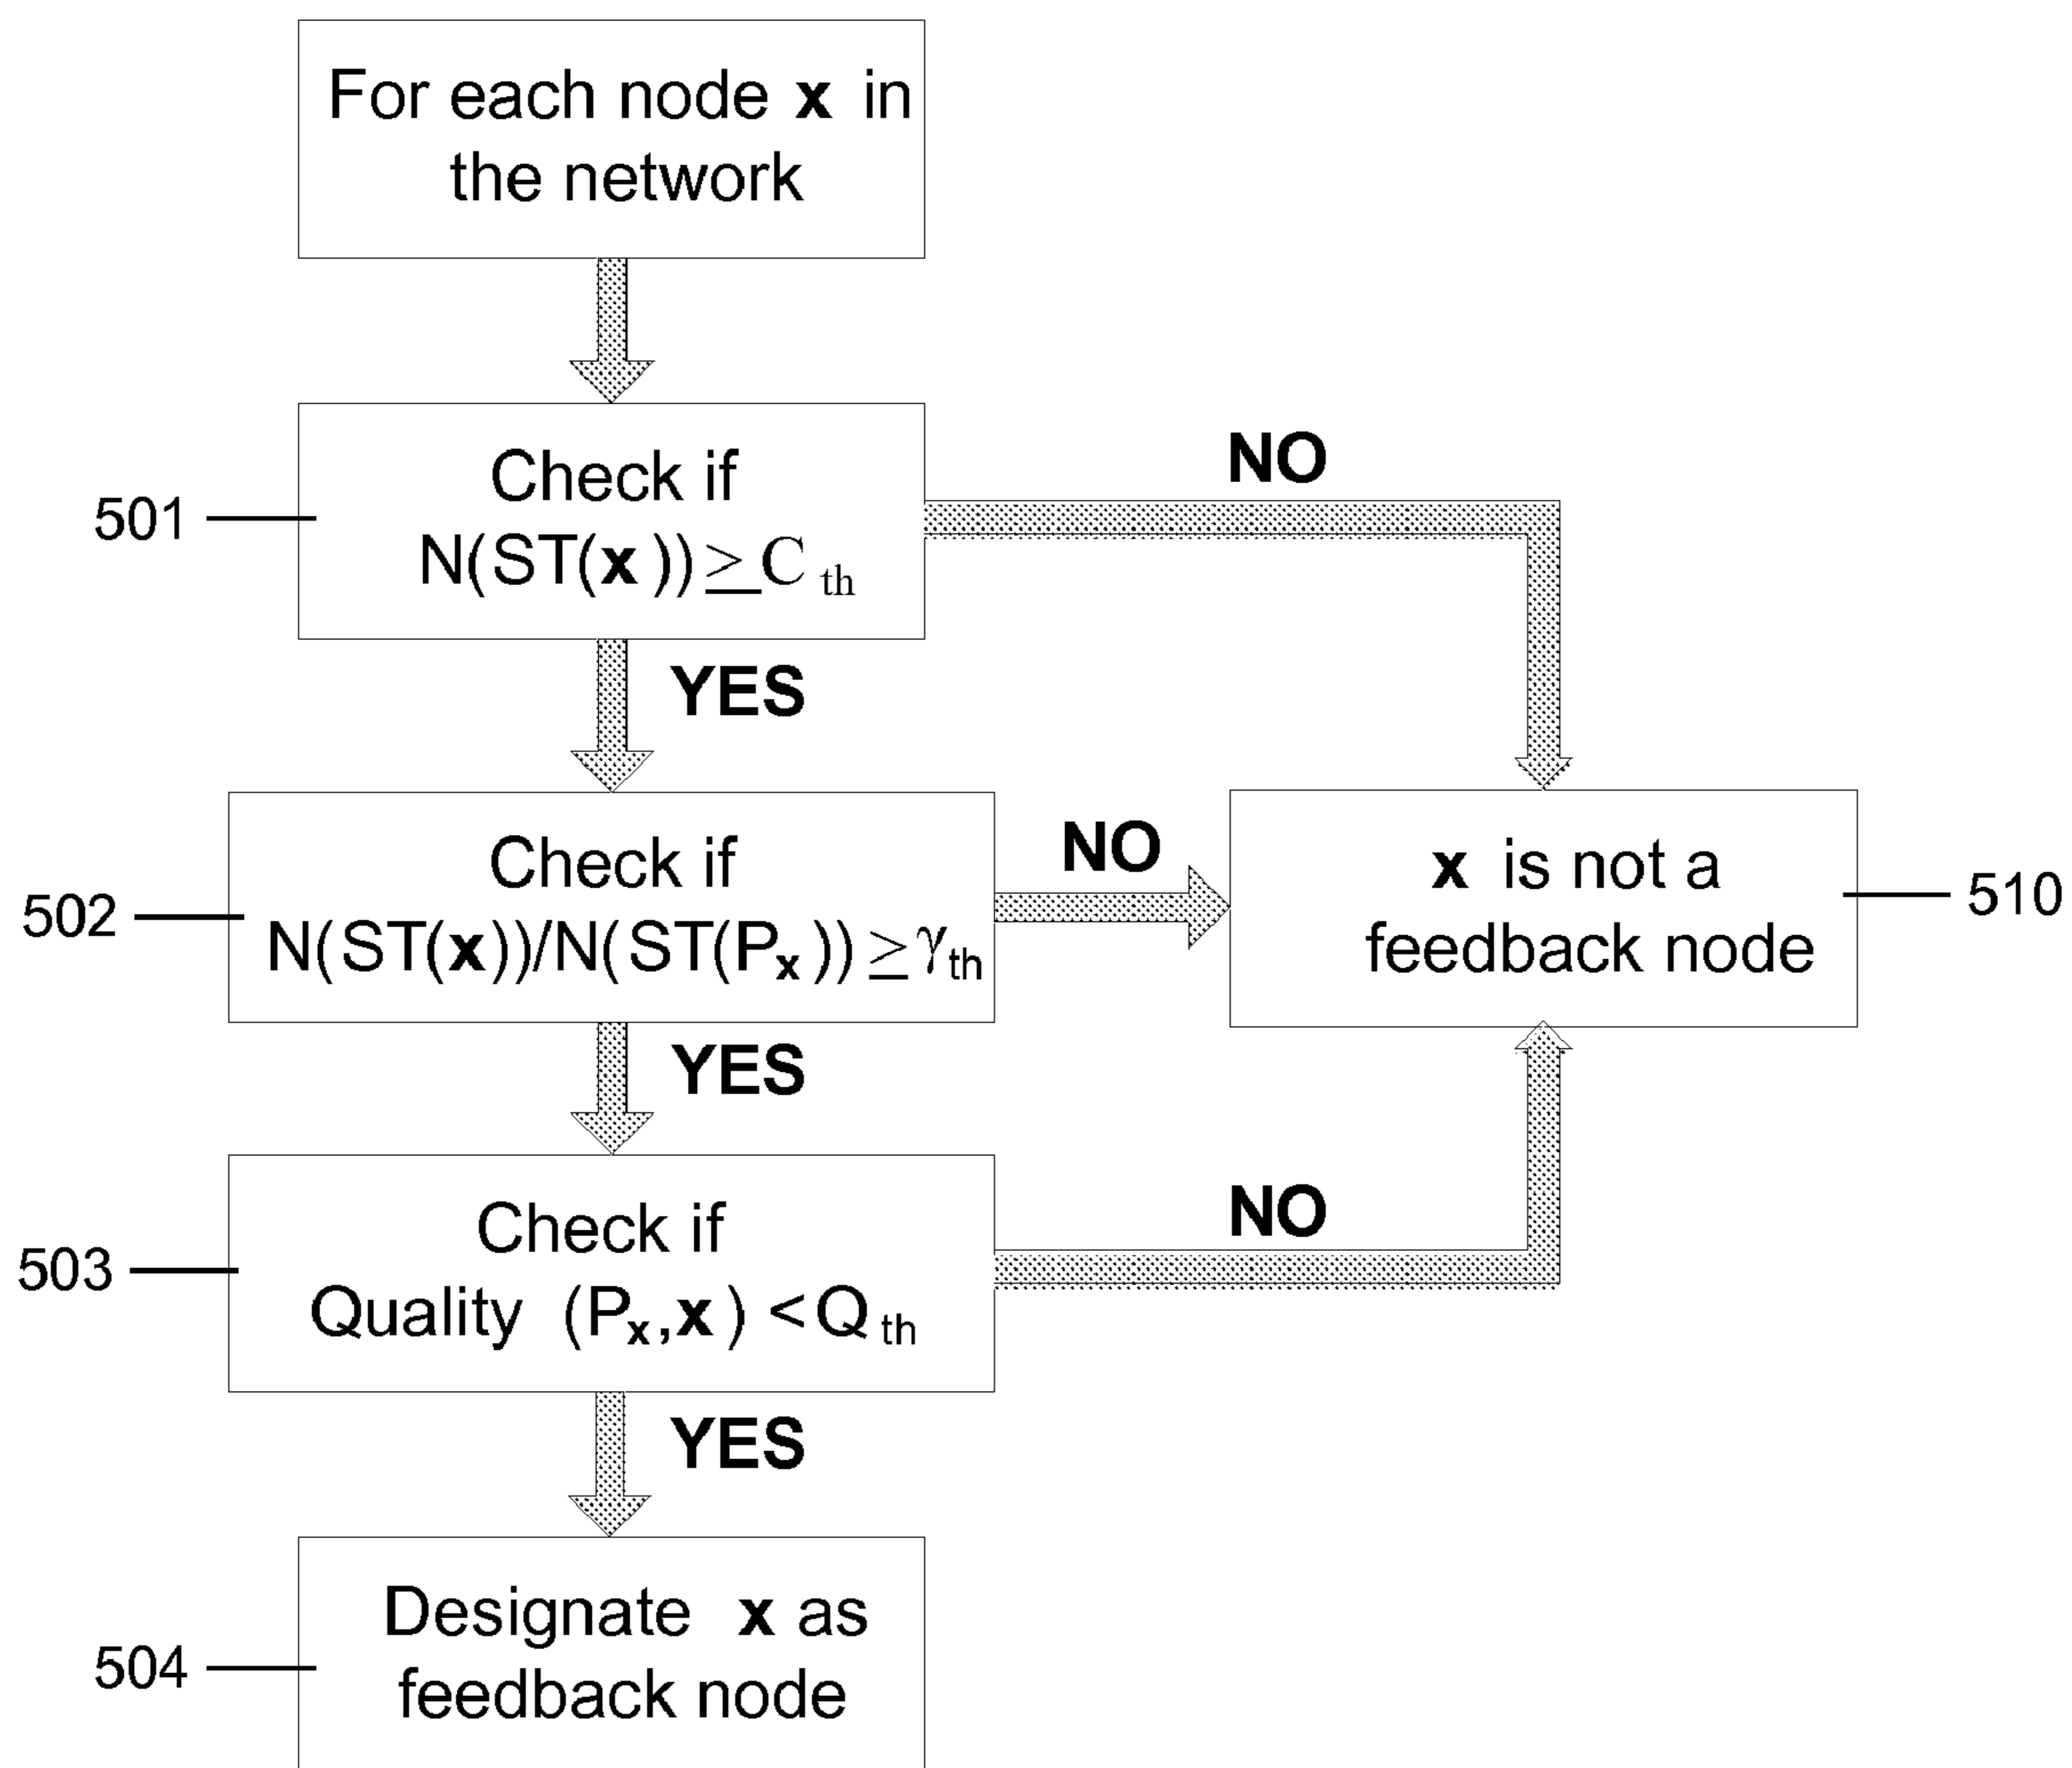 For each node x in
the network
501
Check if
N(ST(x)) ≥ C th
NO
YES
502
Check if
N(ST(x))/N(ST(Px)) ≥ γth
NO
x is not a
feedback node
510
YES
503
Check if
Quality (Px,x) < Q th
NO
YES
504
Designate x as
feedback node